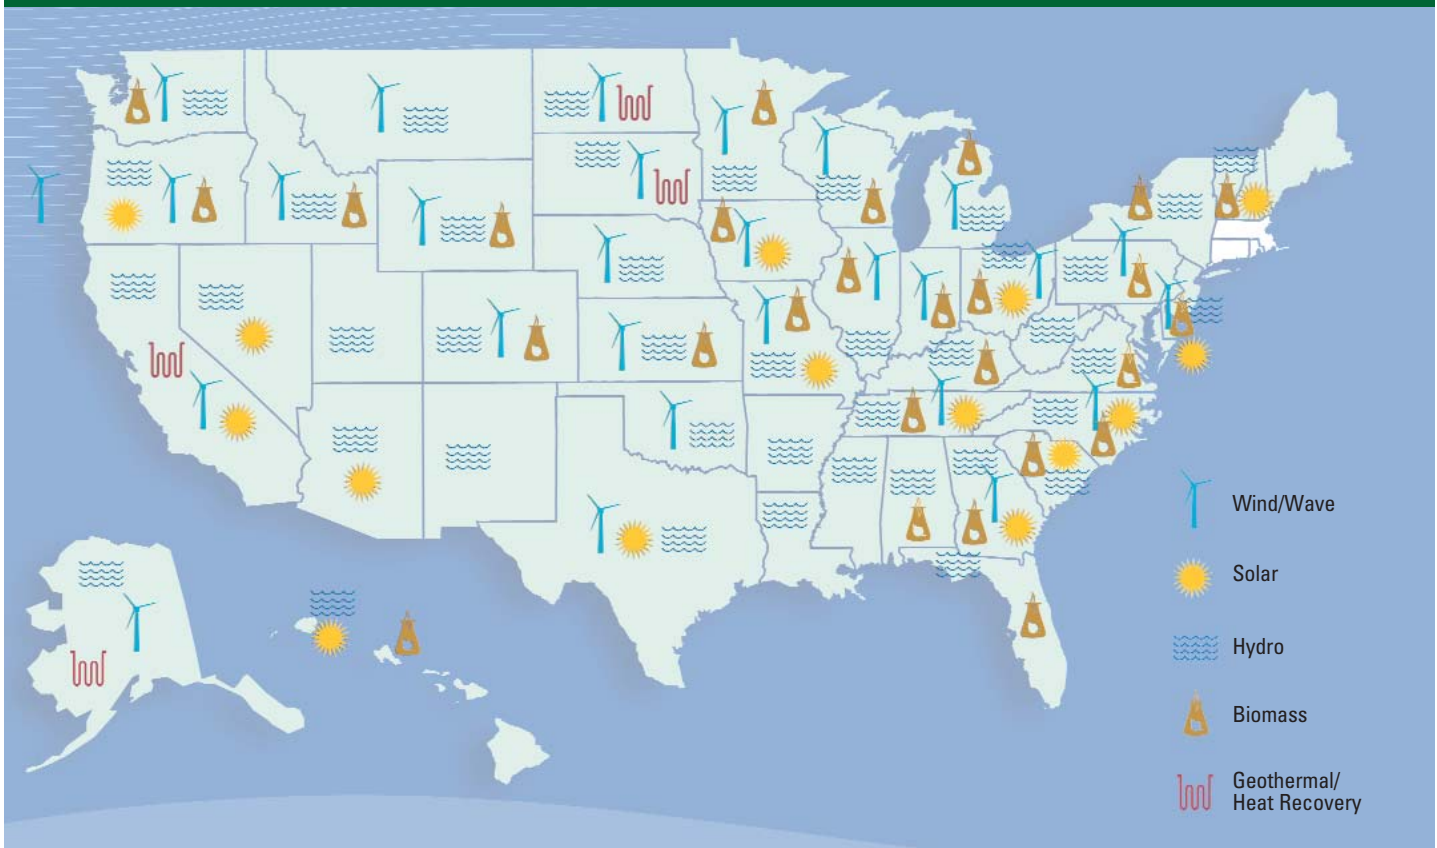 Wind/Wave
Solar
Hydro
Biomass
Geothermal/
Heat Recovery